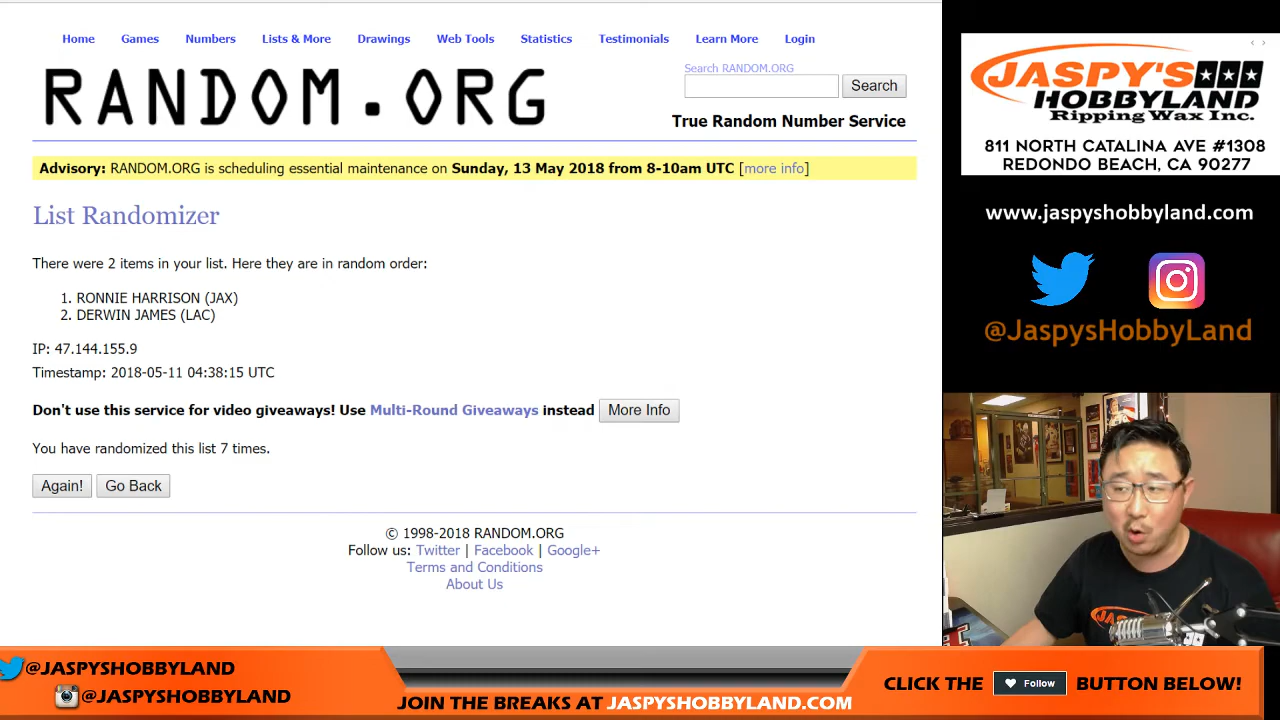 Home Games Numbers Lists & More Drawings Web Tools Statistics Testimonials Learn More Login
RANDOM.ORG
Search RANDOM.ORG
Search
True Random Number Service
Advisory: RANDOM.ORG is scheduling essential maintenance on Sunday, 13 May 2018 from 8-10am UTC [more info]
List Randomizer
There were 2 items in your list. Here they are in random order:
1. RONNIE HARRISON (JAX)
2. DERWIN JAMES (LAC)
IP: 47.144.155.9
Timestamp: 2018-05-11 04:38:15 UTC
Don't use this service for video giveaways! Use Multi-Round Giveaways instead More Info
You have randomized this list 7 times.
Again! Go Back
© 1998-2018 RANDOM.ORG
Follow us: Twitter | Facebook | Google+
Terms and Conditions
About Us
JASPY'S
HOBBYLAND
Ripping Wax Inc.
811 NORTH CATALINA AVE #1308
REDONDO BEACH, CA 90277
www.jaspyshobbyland.com
@JaspysHobbyLand
@JASPYSHOBBYLAND
@JASPYSHOBBYLAND
JOIN THE BREAKS AT JASPYSHOBBYLAND.COM
CLICK THE Follow BUTTON BELOW!